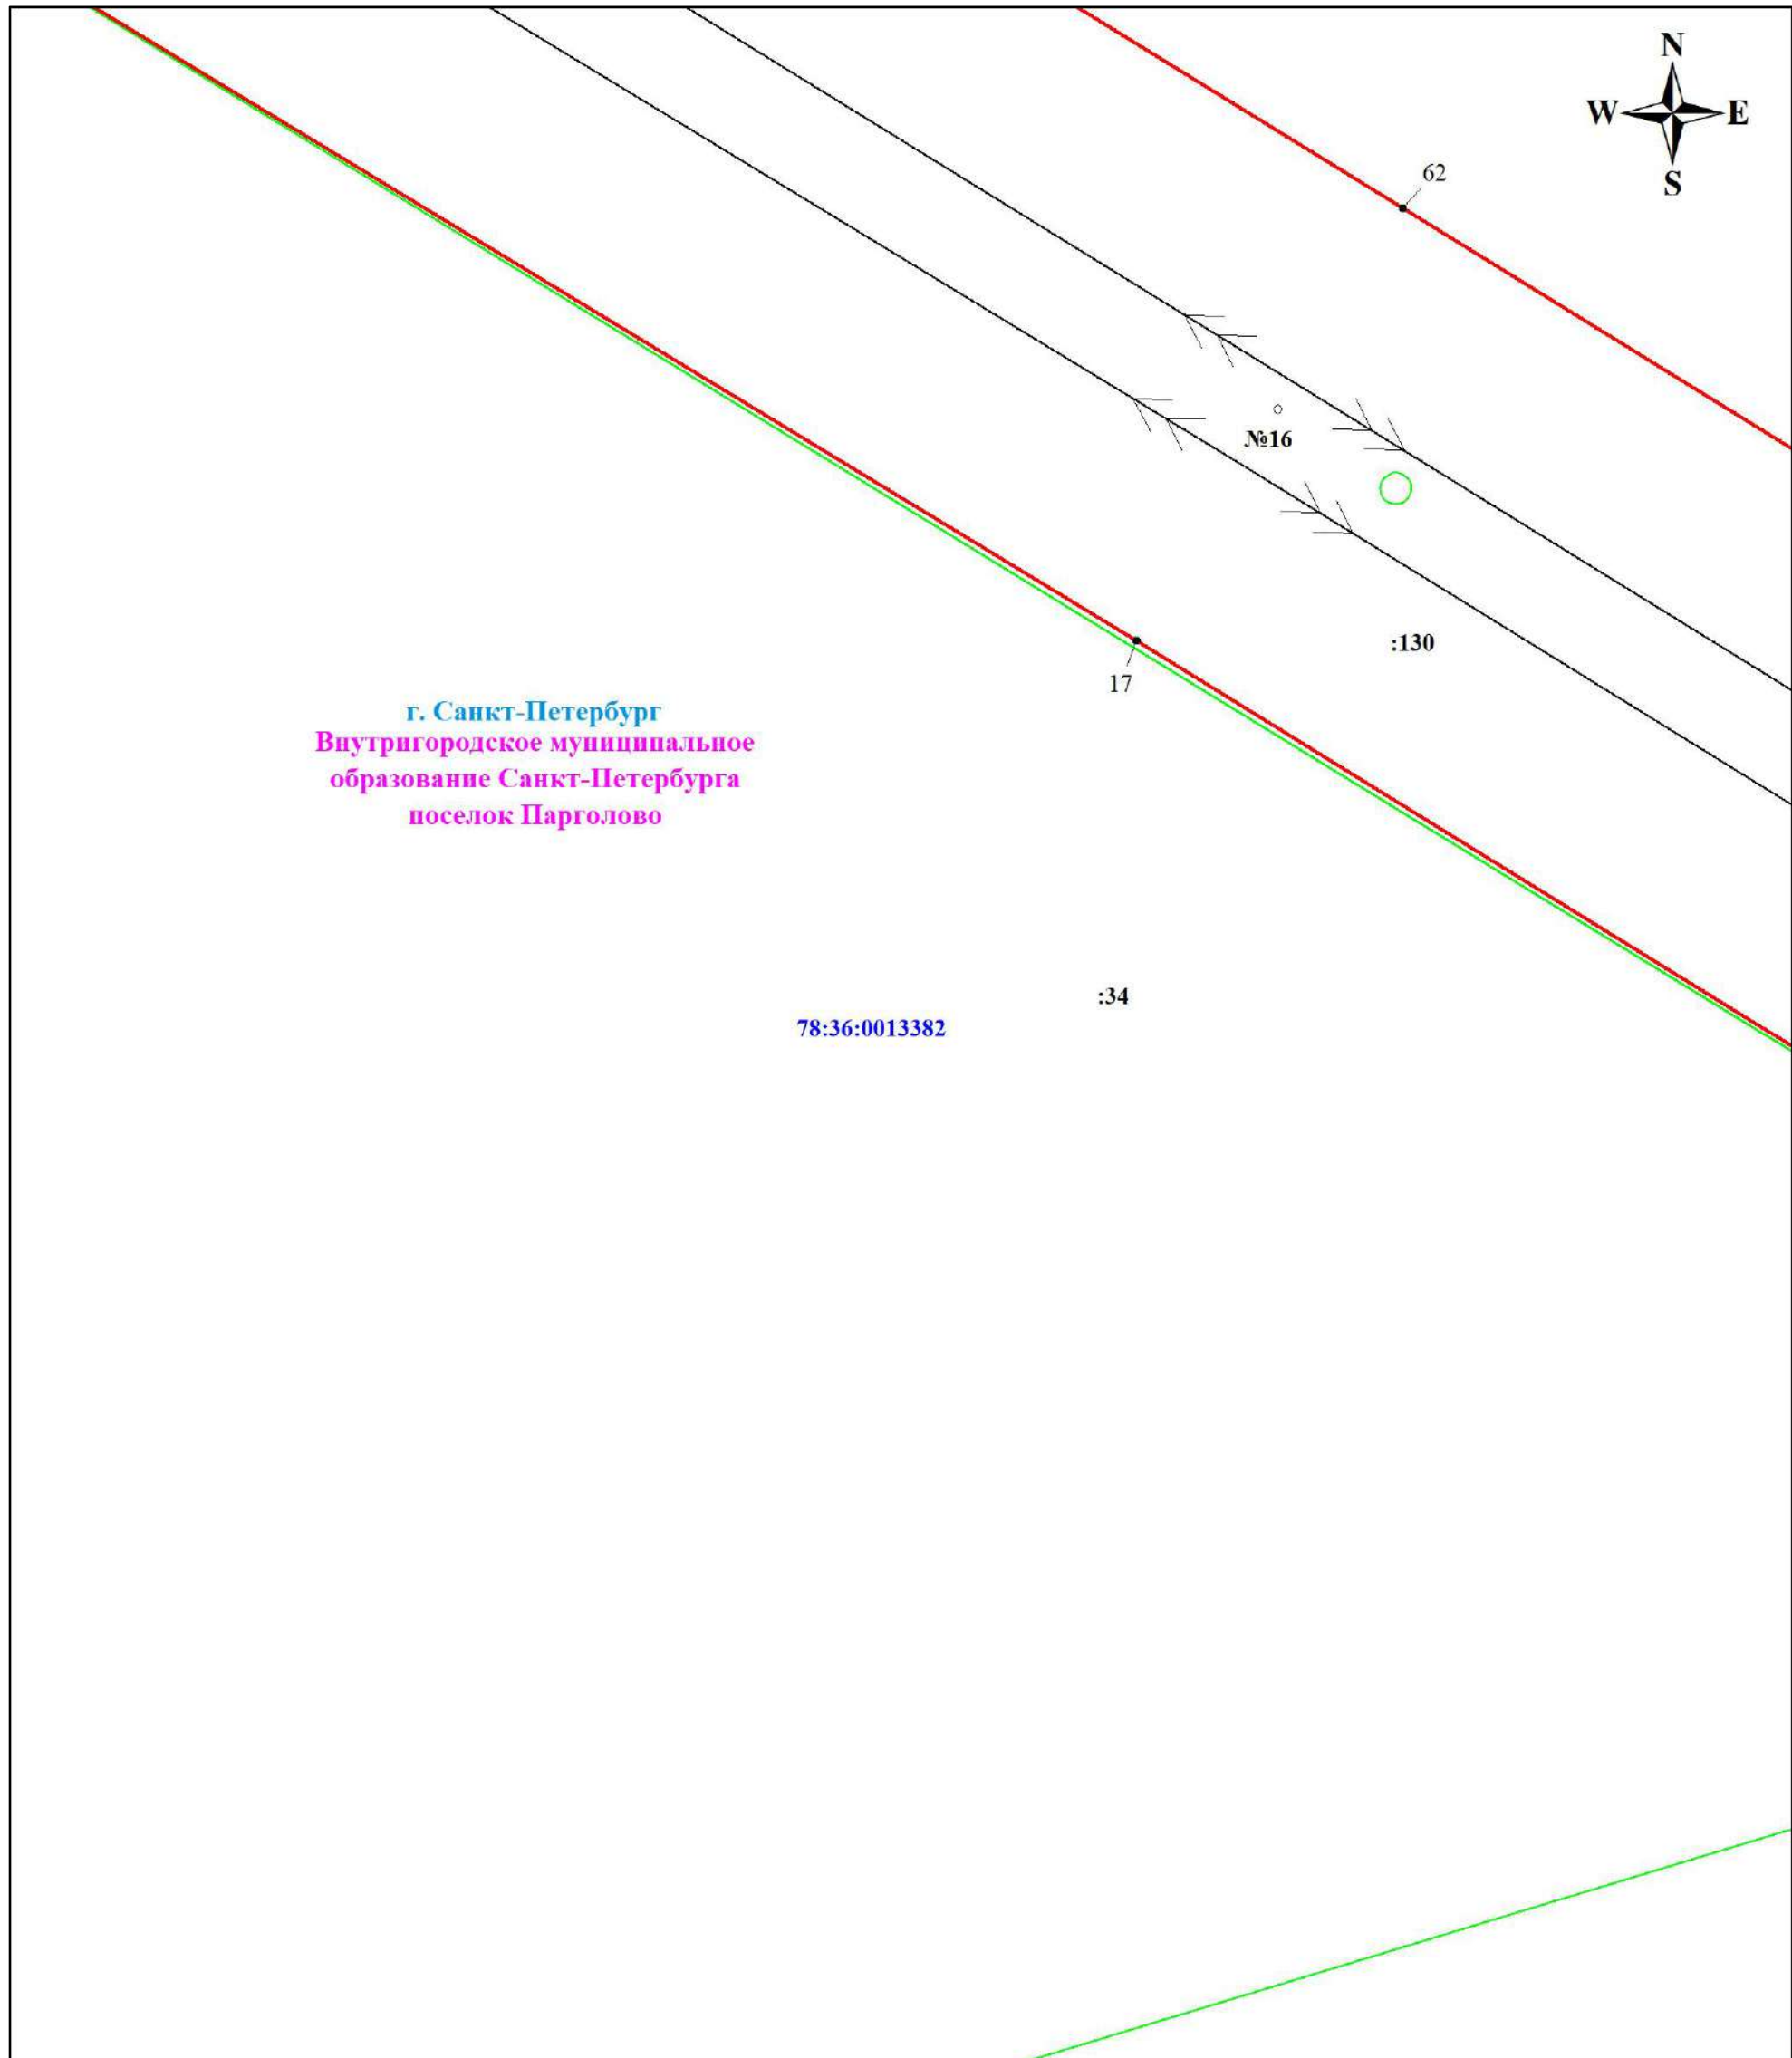 N
W E
S
62
№16
:130
17
г. Санкт-Петербург
Внутригородское муниципальное
образование Санкт-Петербурга
поселок Парголово
:34
78:36:0013382